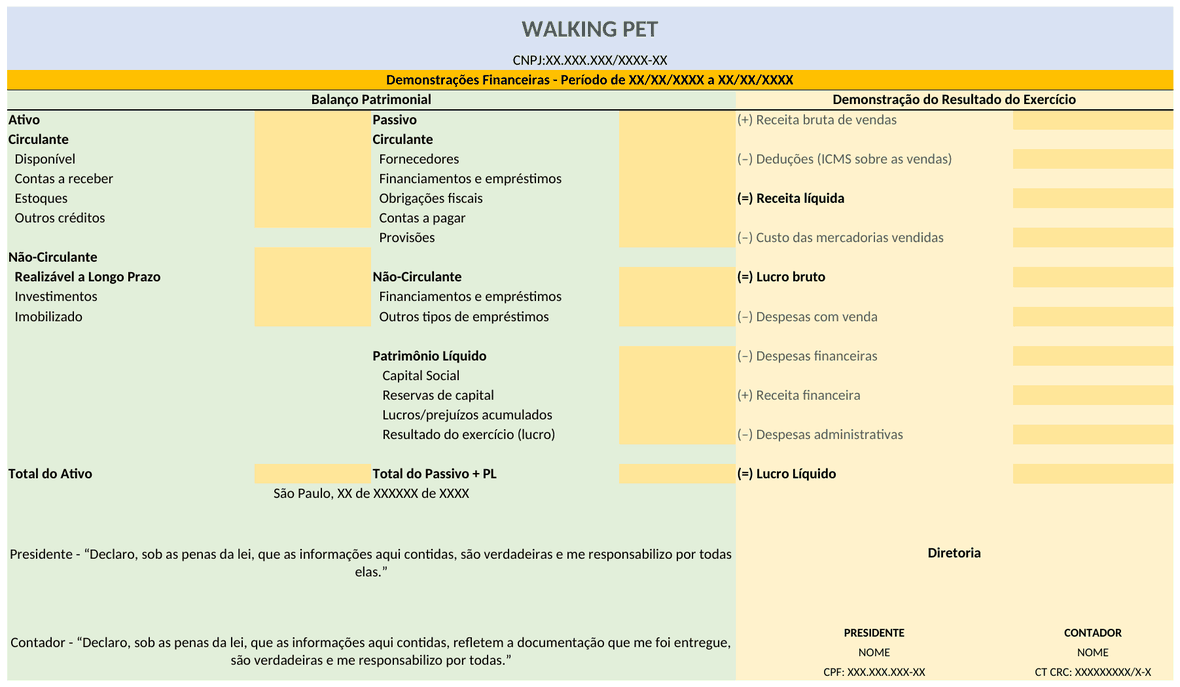 WALKING PET
CNPJ:XX.XXX.XXX/XXXX-XX
Demonstrações Financeiras - Período de XX/XX/XXXX a XX/XX/XXXX
Balanço Patrimonial
Ativo
Circulante
Disponível
Contas a receber
Estoques
Outros créditos
Não-Circulante
Realizável a Longo Prazo
Investimentos
Imobilizado
Total do Ativo
Passivo
Circulante
Fornecedores
Financiamentos e empréstimos
Obrigações fiscais
Contas a pagar
Provisões
Não-Circulante
Financiamentos e empréstimos
Outros tipos de empréstimos
Patrimônio Líquido
Capital Social
Reservas de capital
Lucros/prejuízos acumulados
Resultado do exercício (lucro)
Total do Passivo + PL
São Paulo, XX de XXXXXX de XXXX
Presidente - “Declaro, sob as penas da lei, que as informações aqui contidas, são verdadeiras e me responsabilizo por todas
elas.”
Contador - “Declaro, sob as penas da lei, que as informações aqui contidas, refletem a documentação que me foi entregue,
são verdadeiras e me responsabilizo por todas.”
Demonstração do Resultado do Exercício
(+) Receita bruta de vendas
(–) Deduções (ICMS sobre as vendas)
(=) Receita líquida
(–) Custo das mercadorias vendidas
(=) Lucro bruto
(–) Despesas com venda
(–) Despesas financeiras
(+) Receita financeira
(–) Despesas administrativas
(=) Lucro Líquido
Diretoria
PRESIDENTE
NOME
CPF: XXX.XXX.XXX-XX
CONTADOR
NOME
CT CRC: XXXXXXXXX/X-X